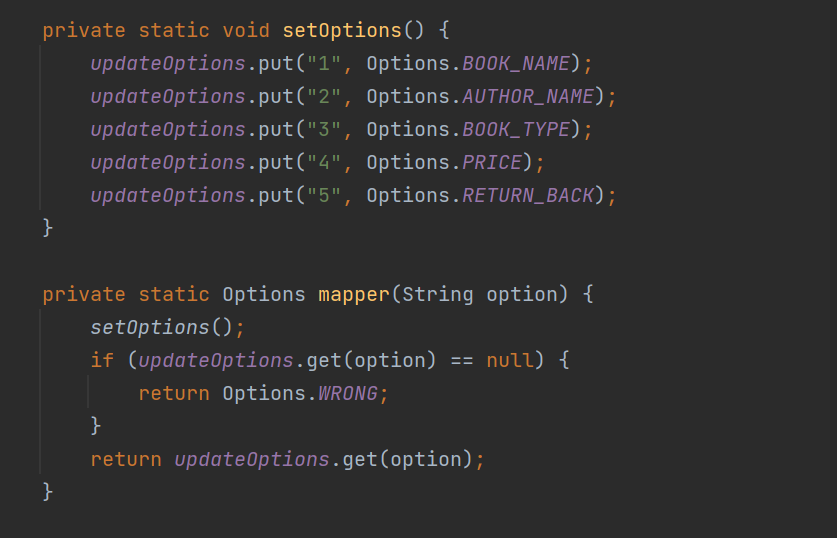 private static void setOptions() {
updateOptions.put("1", Options.BOOK_NAME);
updateOptions.put("2", Options.AUTHOR_NAME);
updateOptions.put("3", Options.BOOK_TYPE);
updateOptions.put("4", Options.PRICE);
updateOptions.put("5", Options.RETURN_BACK);
}
private static Options mapper(String option) {
setOptions();
if (updateOptions.get(option) == null) {
return Options.WRONG;
}
return updateOptions.get(option);
}